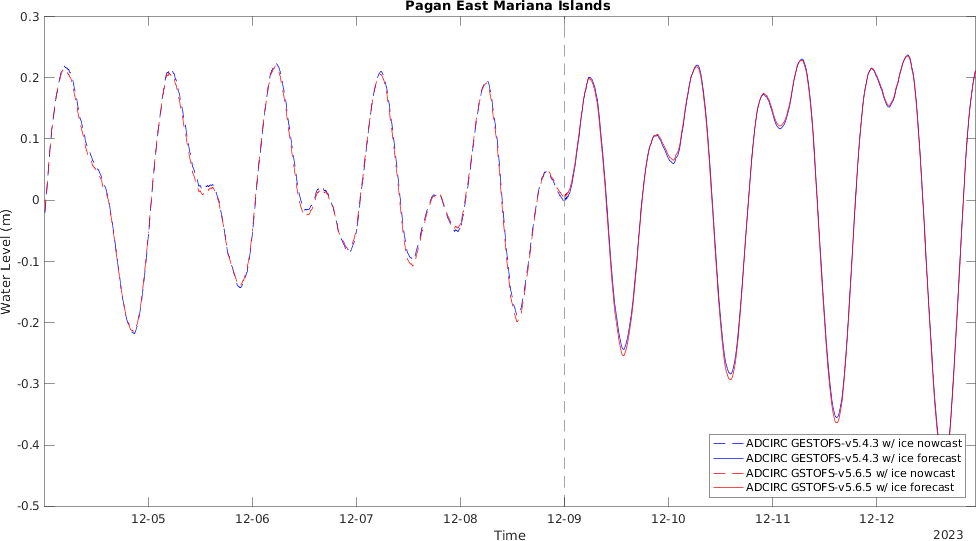 Pagan East Mariana Islands
0.3
0.2
0.1
0
-0.1
-0.2
-0.3
-0.4
-0.5
Water Level (m)
12-05
12-06
12-07
12-08
12-09
12-10
12-11
12-12
Time
2023
ADCIRC GESTOFS-v5.4.3 w/ ice nowcast
ADCIRC GESTOFS-v5.4.3 w/ ice forecast
ADCIRC GSTOFS-v5.6.5 w/ ice nowcast
ADCIRC GSTOFS-v5.6.5 w/ ice forecast